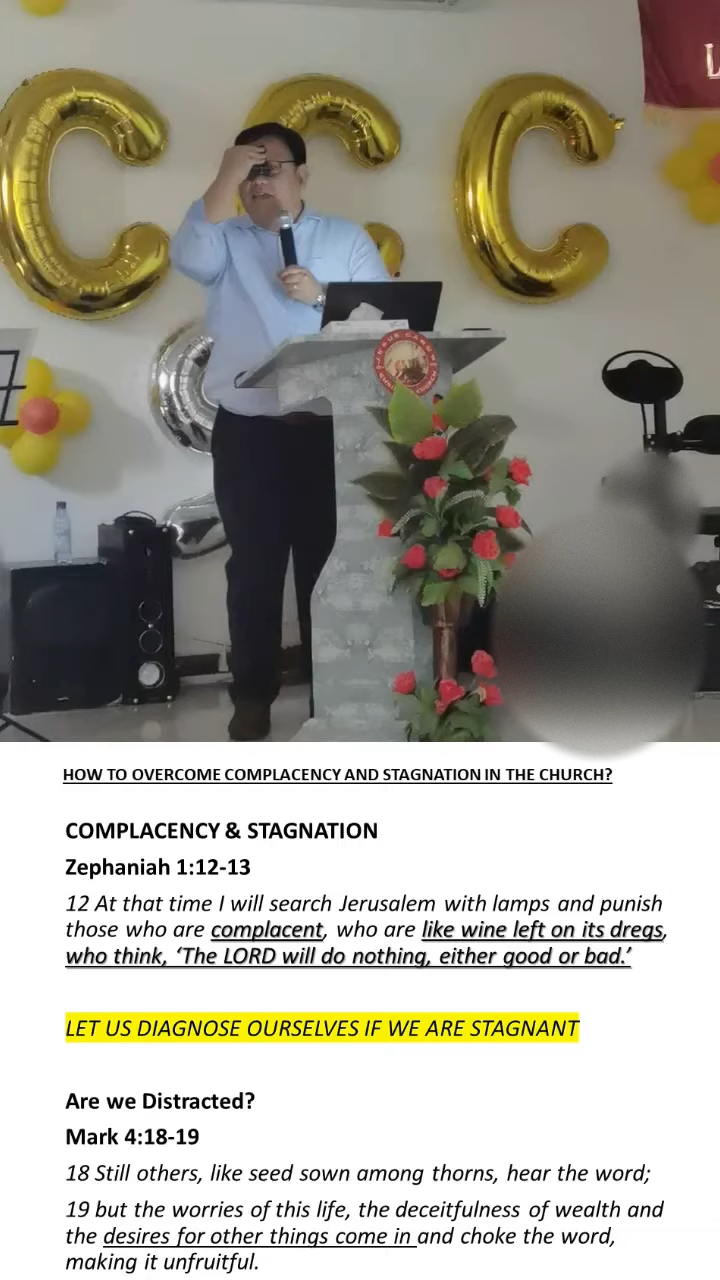 C C C
L
HOW TO OVERCOME COMPLACENCY AND STAGNATION IN THE CHURCH?
COMPLACENCY & STAGNATION
Zephaniah 1:12-13
12 At that time I will search Jerusalem with lamps and punish
those who are complacent, who are like wine left on its dregs,
who think, ‘The LORD will do nothing, either good or bad.’
LET US DIAGNOSE OURSELVES IF WE ARE STAGNANT
Are we Distracted?
Mark 4:18-19
18 Still others, like seed sown among thorns, hear the word;
19 but the worries of this life, the deceitfulness of wealth and
the desires for other things come in and choke the word,
making it unfruitful.